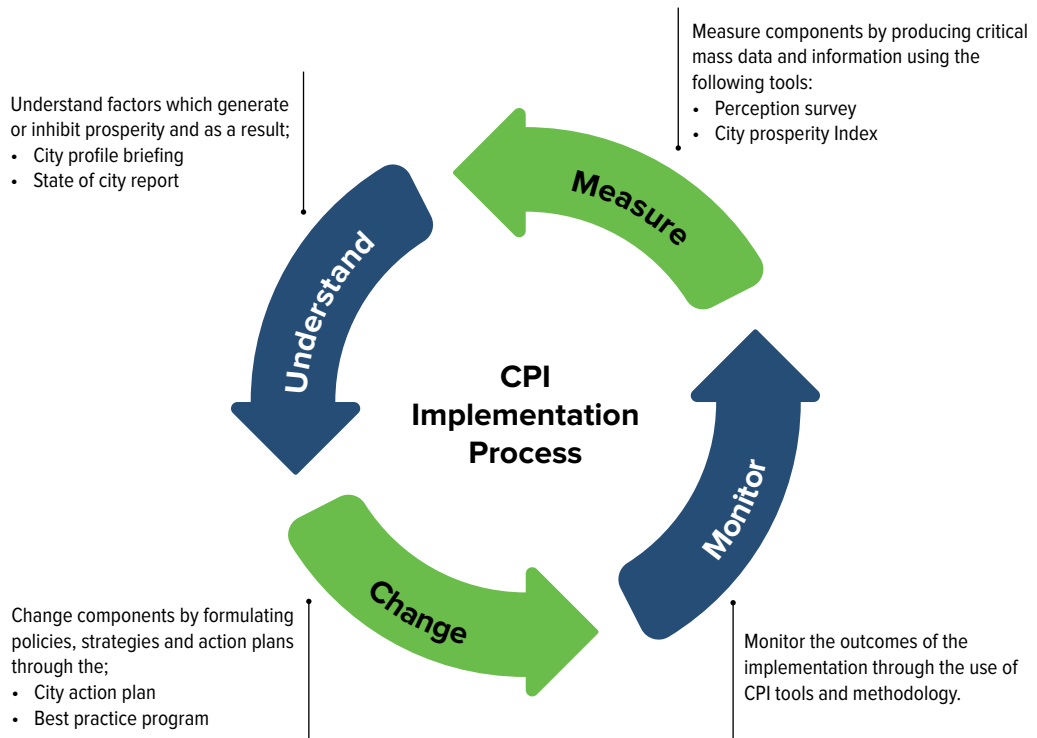 Measure components by producing critical
mass data and information using the
following tools:
• Perception survey
• City prosperity Index
Understand factors which generate
or inhibit prosperity and as a result;
• City profile briefing
• State of city report
Measure
Understand
CPI
Implementation
Process
Monitor
Change
Change components by formulating
policies, strategies and action plans
through the;
• City action plan
• Best practice program
Monitor the outcomes of the
implementation through the use of
CPI tools and methodology.